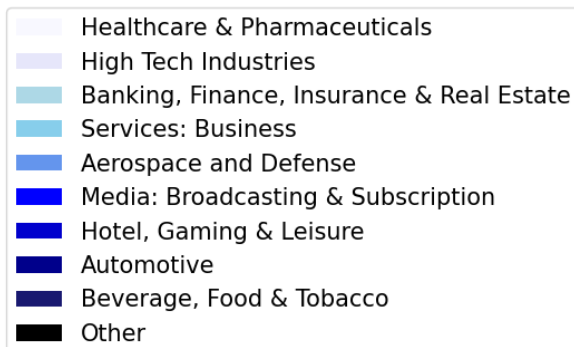 Healthcare & Pharmaceuticals
High Tech Industries
Banking, Finance, Insurance & Real Estate
Services: Business
Aerospace and Defense
Media: Broadcasting & Subscription
Hotel, Gaming & Leisure
Automotive
Beverage, Food & Tobacco
Other